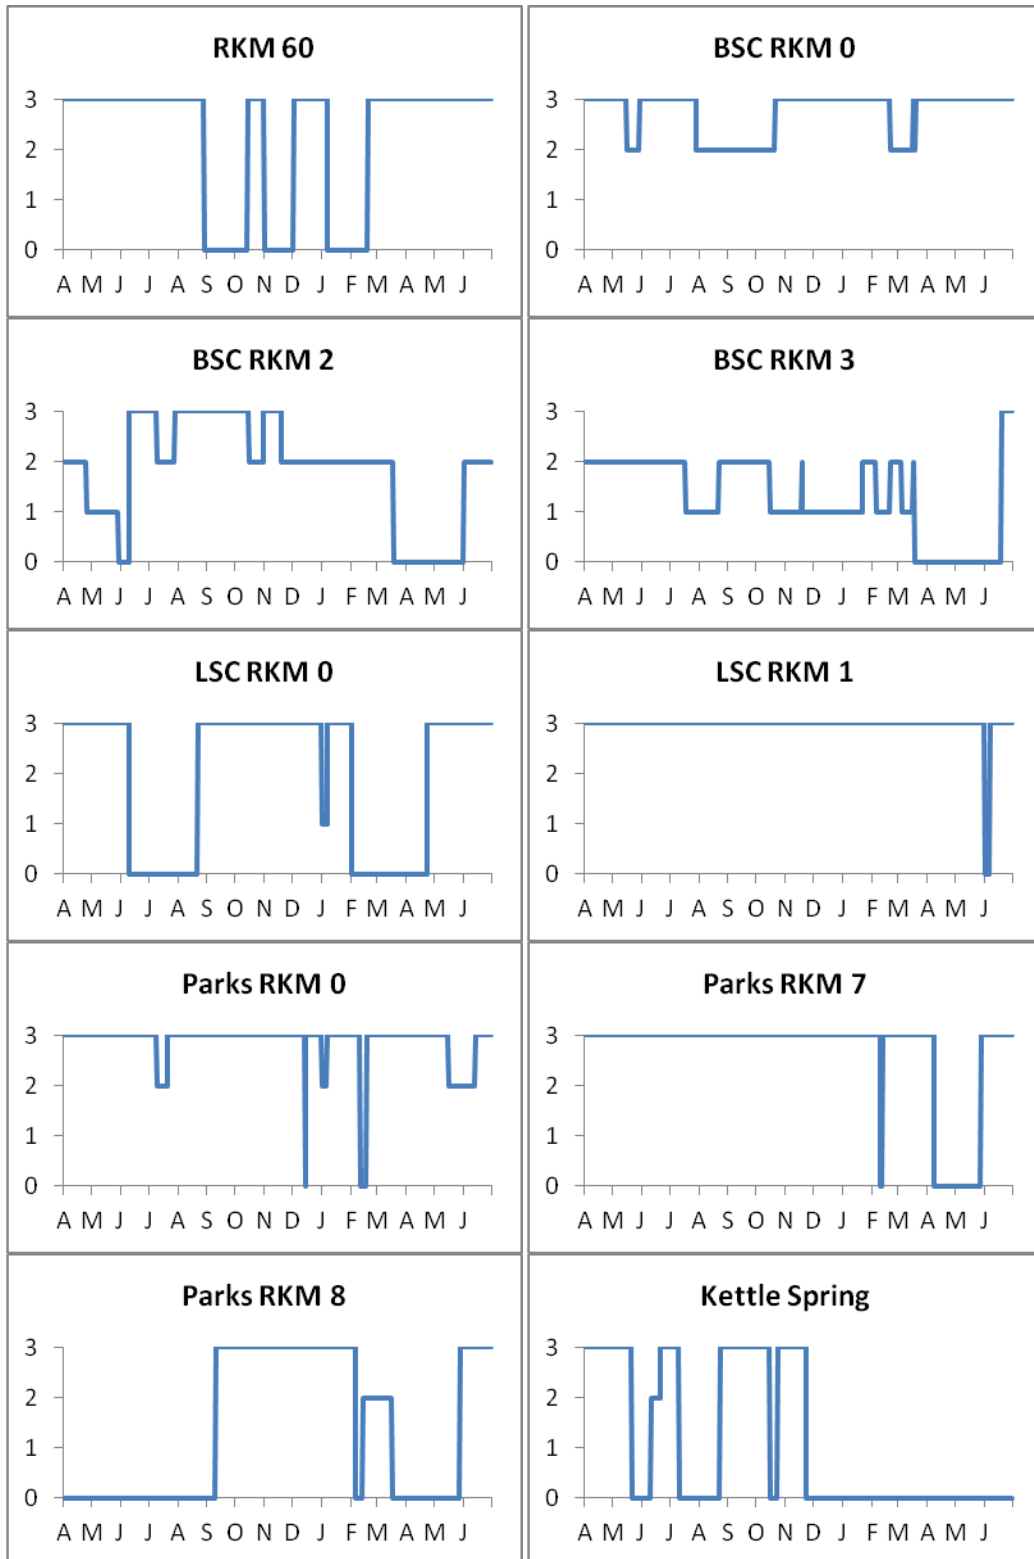 RKM 60
3
2
1
0
A M J J A S O N D J F M A M J
BSC RKM 0
3
2
1
0
A M J J A S O N D J F M A M J
BSC RKM 2
3
2
1
0
A M J J A S O N D J F M A M J
BSC RKM 3
3
2
1
0
A M J J A S O N D J F M A M J
LSC RKM 0
3
2
1
0
A M J J A S O N D J F M A M J
LSC RKM 1
3
2
1
0
A M J J A S O N D J F M A M J
Parks RKM 0
3
2
1
0
A M J J A S O N D J F M A M J
Parks RKM 7
3
2
1
0
A M J J A S O N D J F M A M J
Parks RKM 8
3
2
1
0
A M J J A S O N D J F M A M J
Kettle Spring
3
2
1
0
A M J J A S O N D J F M A M J